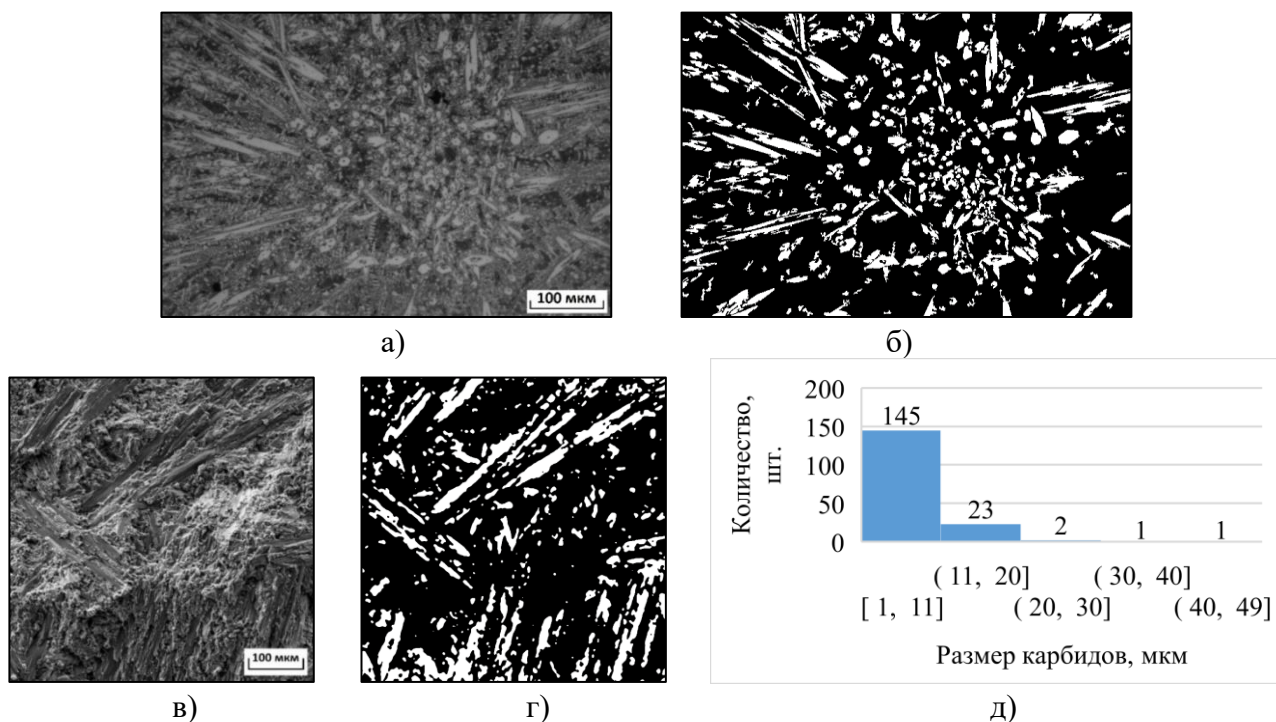 100 мкм
а)
б)
100 мкм
в)
г)
Количество, шт.
200
150
100
50
0
145
23
2
1
1
( 11, 20]
( 30, 40]
[ 1, 11]
( 20, 30]
( 40, 49]
Размер карбидов, мкм
д)